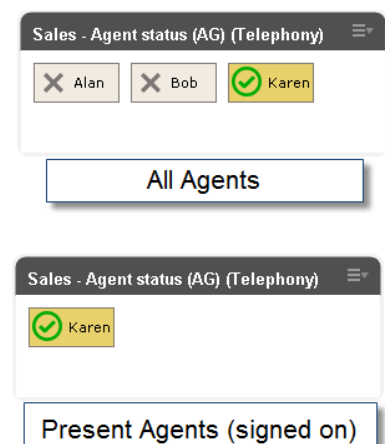 Sales - Agent status (AG) (Telephony)
Alan Bob Karen
All Agents
Sales - Agent status (AG) (Telephony)
Karen
Present Agents (signed on)